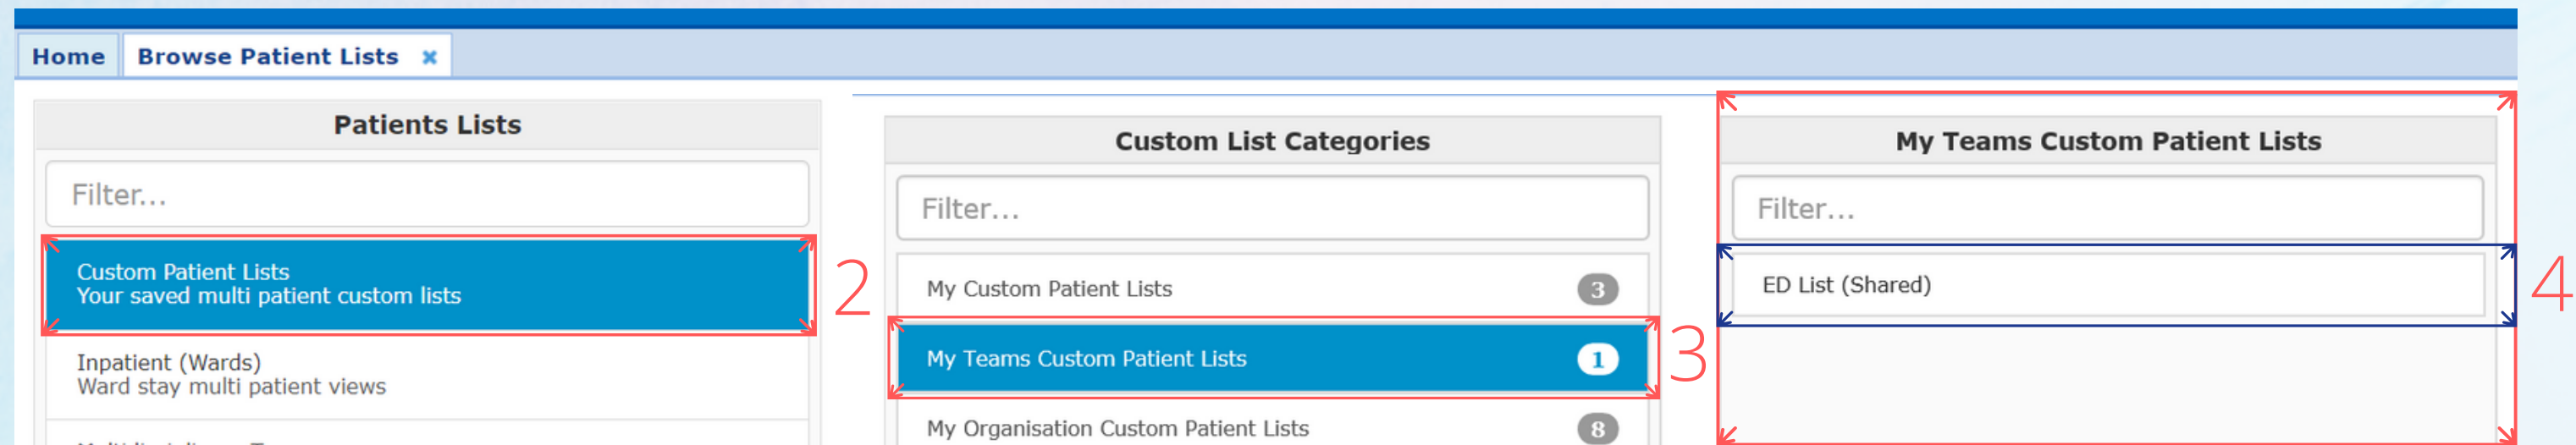 Home Browse Patient Lists ×
Patients Lists
Filter...
Custom Patient Lists
Your saved multi patient custom lists
2
Inpatient (Wards)
Ward stay multi patient views
Custom List Categories
Filter...
My Custom Patient Lists 3
My Teams Custom Patient Lists 1
3
My Organisation Custom Patient Lists 8
My Teams Custom Patient Lists
Filter...
ED List (Shared)
4